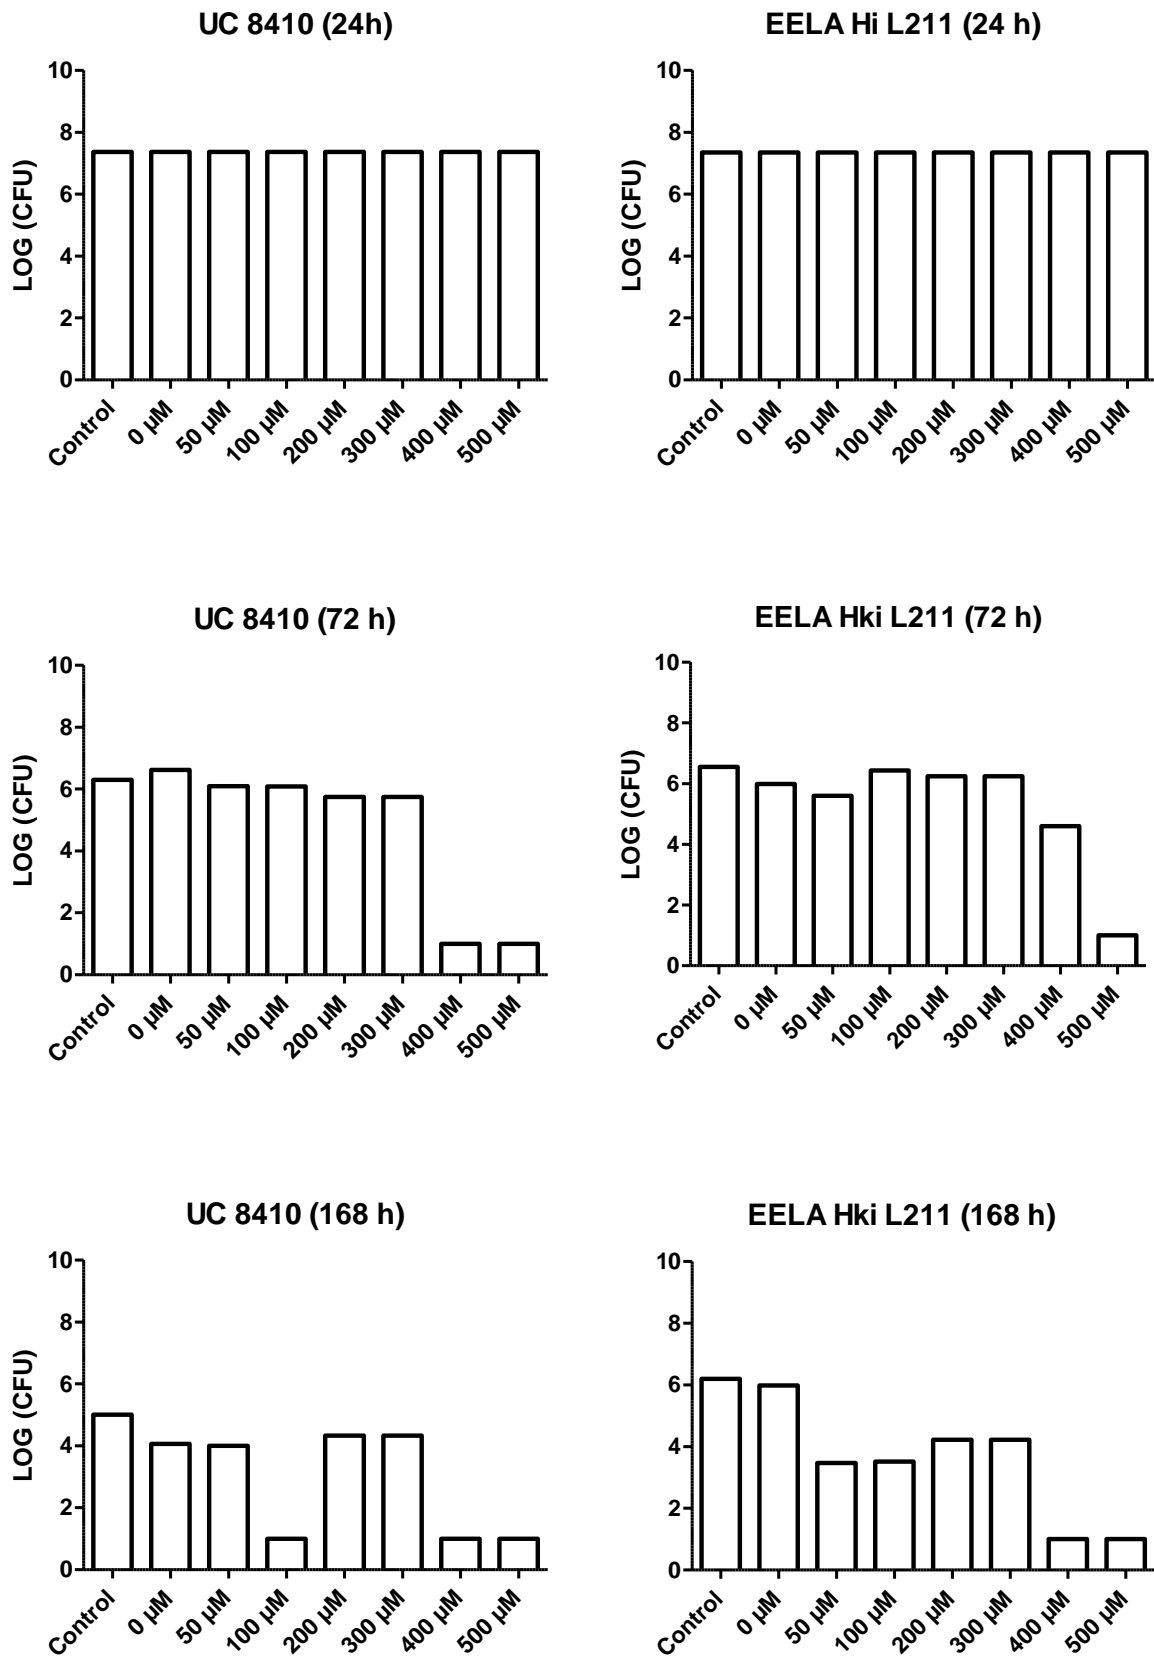 UC 8410 (24h)
10
8
6
4
2
0
LOG (CFU)
Control
0 µM
50 µM
100 µM
200 µM
300 µM
400 µM
500 µM
EELA Hi L211 (24 h)
10
8
6
4
2
0
LOG (CFU)
Control
0 µM
50 µM
100 µM
200 µM
300 µM
400 µM
500 µM
UC 8410 (72 h)
10
8
6
4
2
0
LOG (CFU)
Control
0 µM
50 µM
100 µM
200 µM
300 µM
400 µM
500 µM
EELA Hki L211 (72 h)
10
8
6
4
2
0
LOG (CFU)
Control
0 µM
50 µM
100 µM
200 µM
300 µM
400 µM
500 µM
UC 8410 (168 h)
10
8
6
4
2
0
LOG (CFU)
Control
0 µM
50 µM
100 µM
200 µM
300 µM
400 µM
500 µM
EELA Hki L211 (168 h)
10
8
6
4
2
0
Control
0 µM
50 µM
100 µM
200 µM
300 µM
400 µM
500 µM